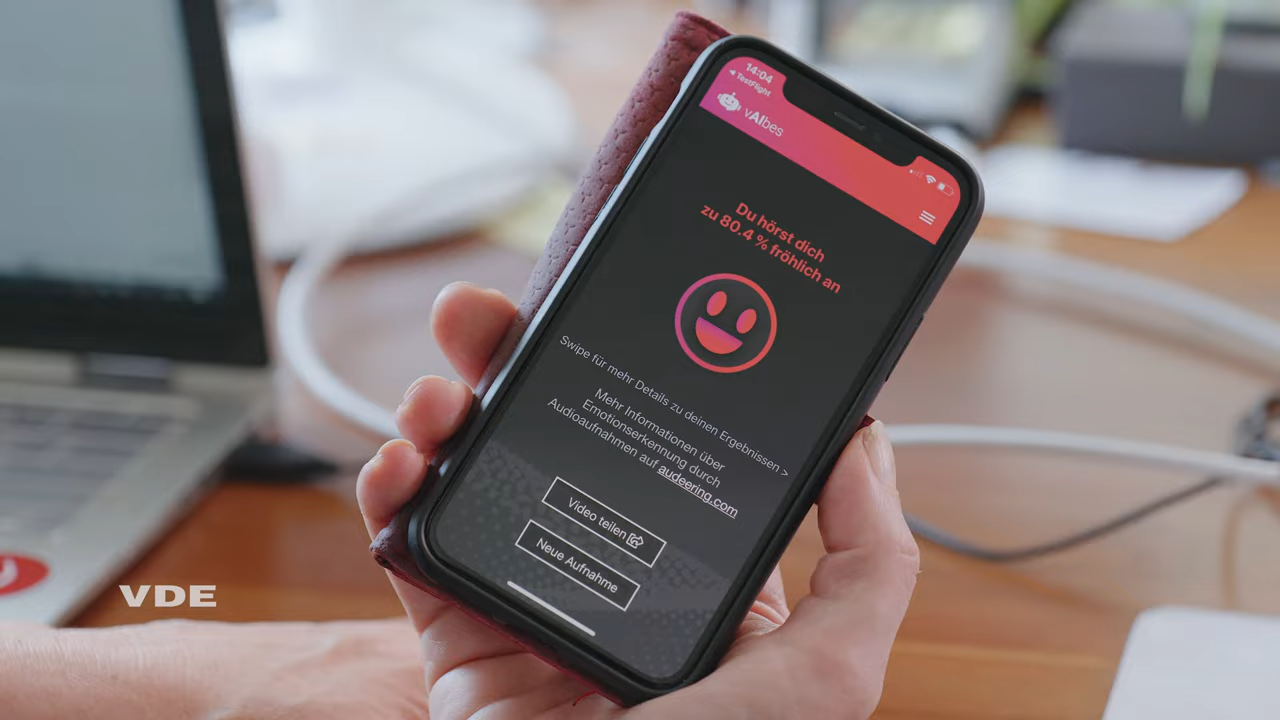 14:04
◀ TestFlight
vAIbes
Du hörst dich
zu 80.4 % fröhlich an
Swipe für mehr Details zu deinen Ergebnissen >
Mehr Informationen über
Emotionserkennung durch
Audioaufnahmen auf audeering.com
Video teilen
Neue Aufnahme
VDE